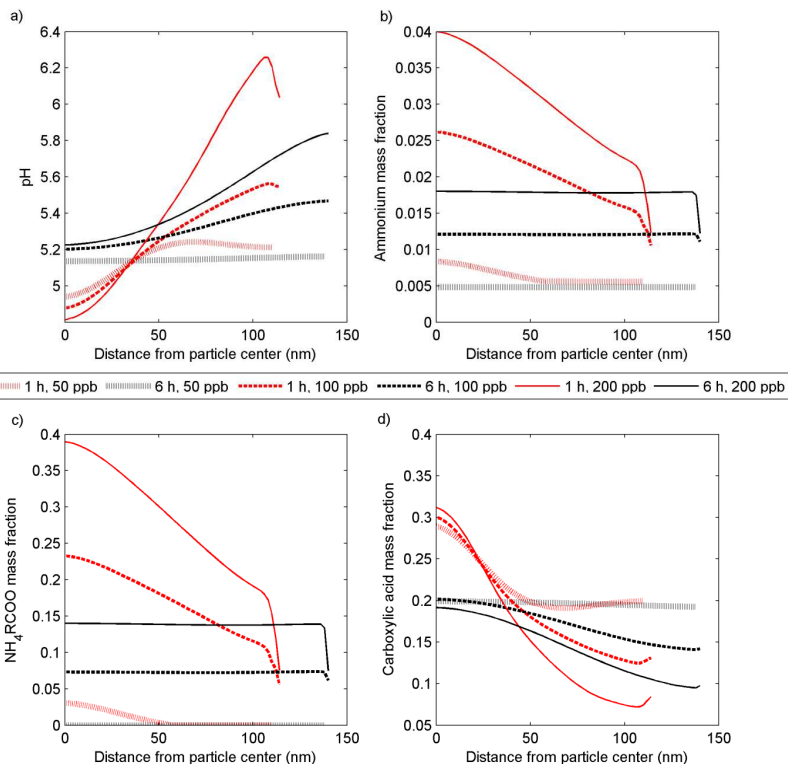 a)
6.4
6.2
6
5.8
5.6
5.4
5.2
5
pH
0
50
100
150
Distance from particle center (nm)
b)
0.04
0.035
0.03
0.025
0.02
0.015
0.01
0.005
0
Ammonium mass fraction
0
50
100
150
Distance from particle center (nm)
1 h, 50 ppb
6 h, 50 ppb
1 h, 100 ppb
6 h, 100 ppb
1 h, 200 ppb
6 h, 200 ppb
c)
0.4
0.35
0.3
0.25
0.2
0.15
0.1
0.05
0
NH4RCOO mass fraction
0
50
100
150
Distance from particle center (nm)
d)
0.4
0.35
0.3
0.25
0.2
0.15
0.1
0.05
Carboxylic acid mass fraction
0
50
100
150
Distance from particle center (nm)